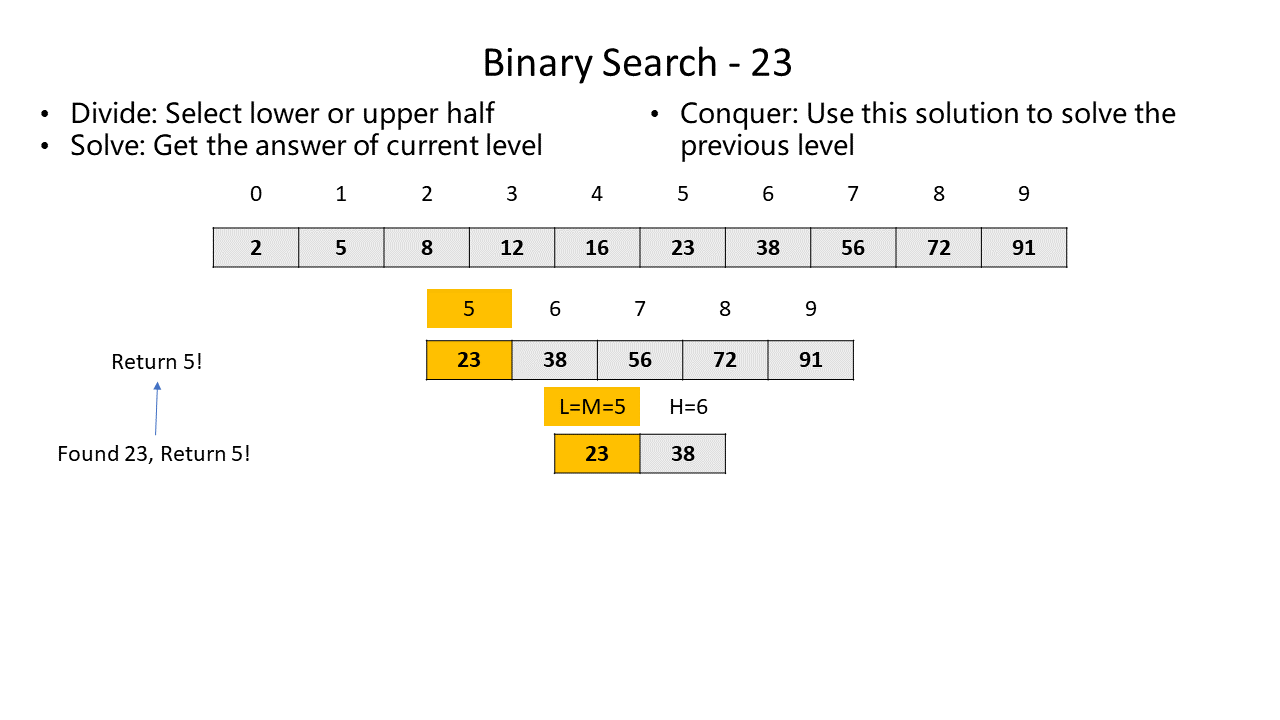 Binary Search - 23
• Divide: Select lower or upper half
• Solve: Get the answer of current level
• Conquer: Use this solution to solve the
previous level
0 1 2 3 4 5 6 7 8 9
2 5 8 12 16 23 38 56 72 91
5 6 7 8 9
Return 5!
23 38 56 72 91
L=M=5 H=6
Found 23, Return 5!
23 38